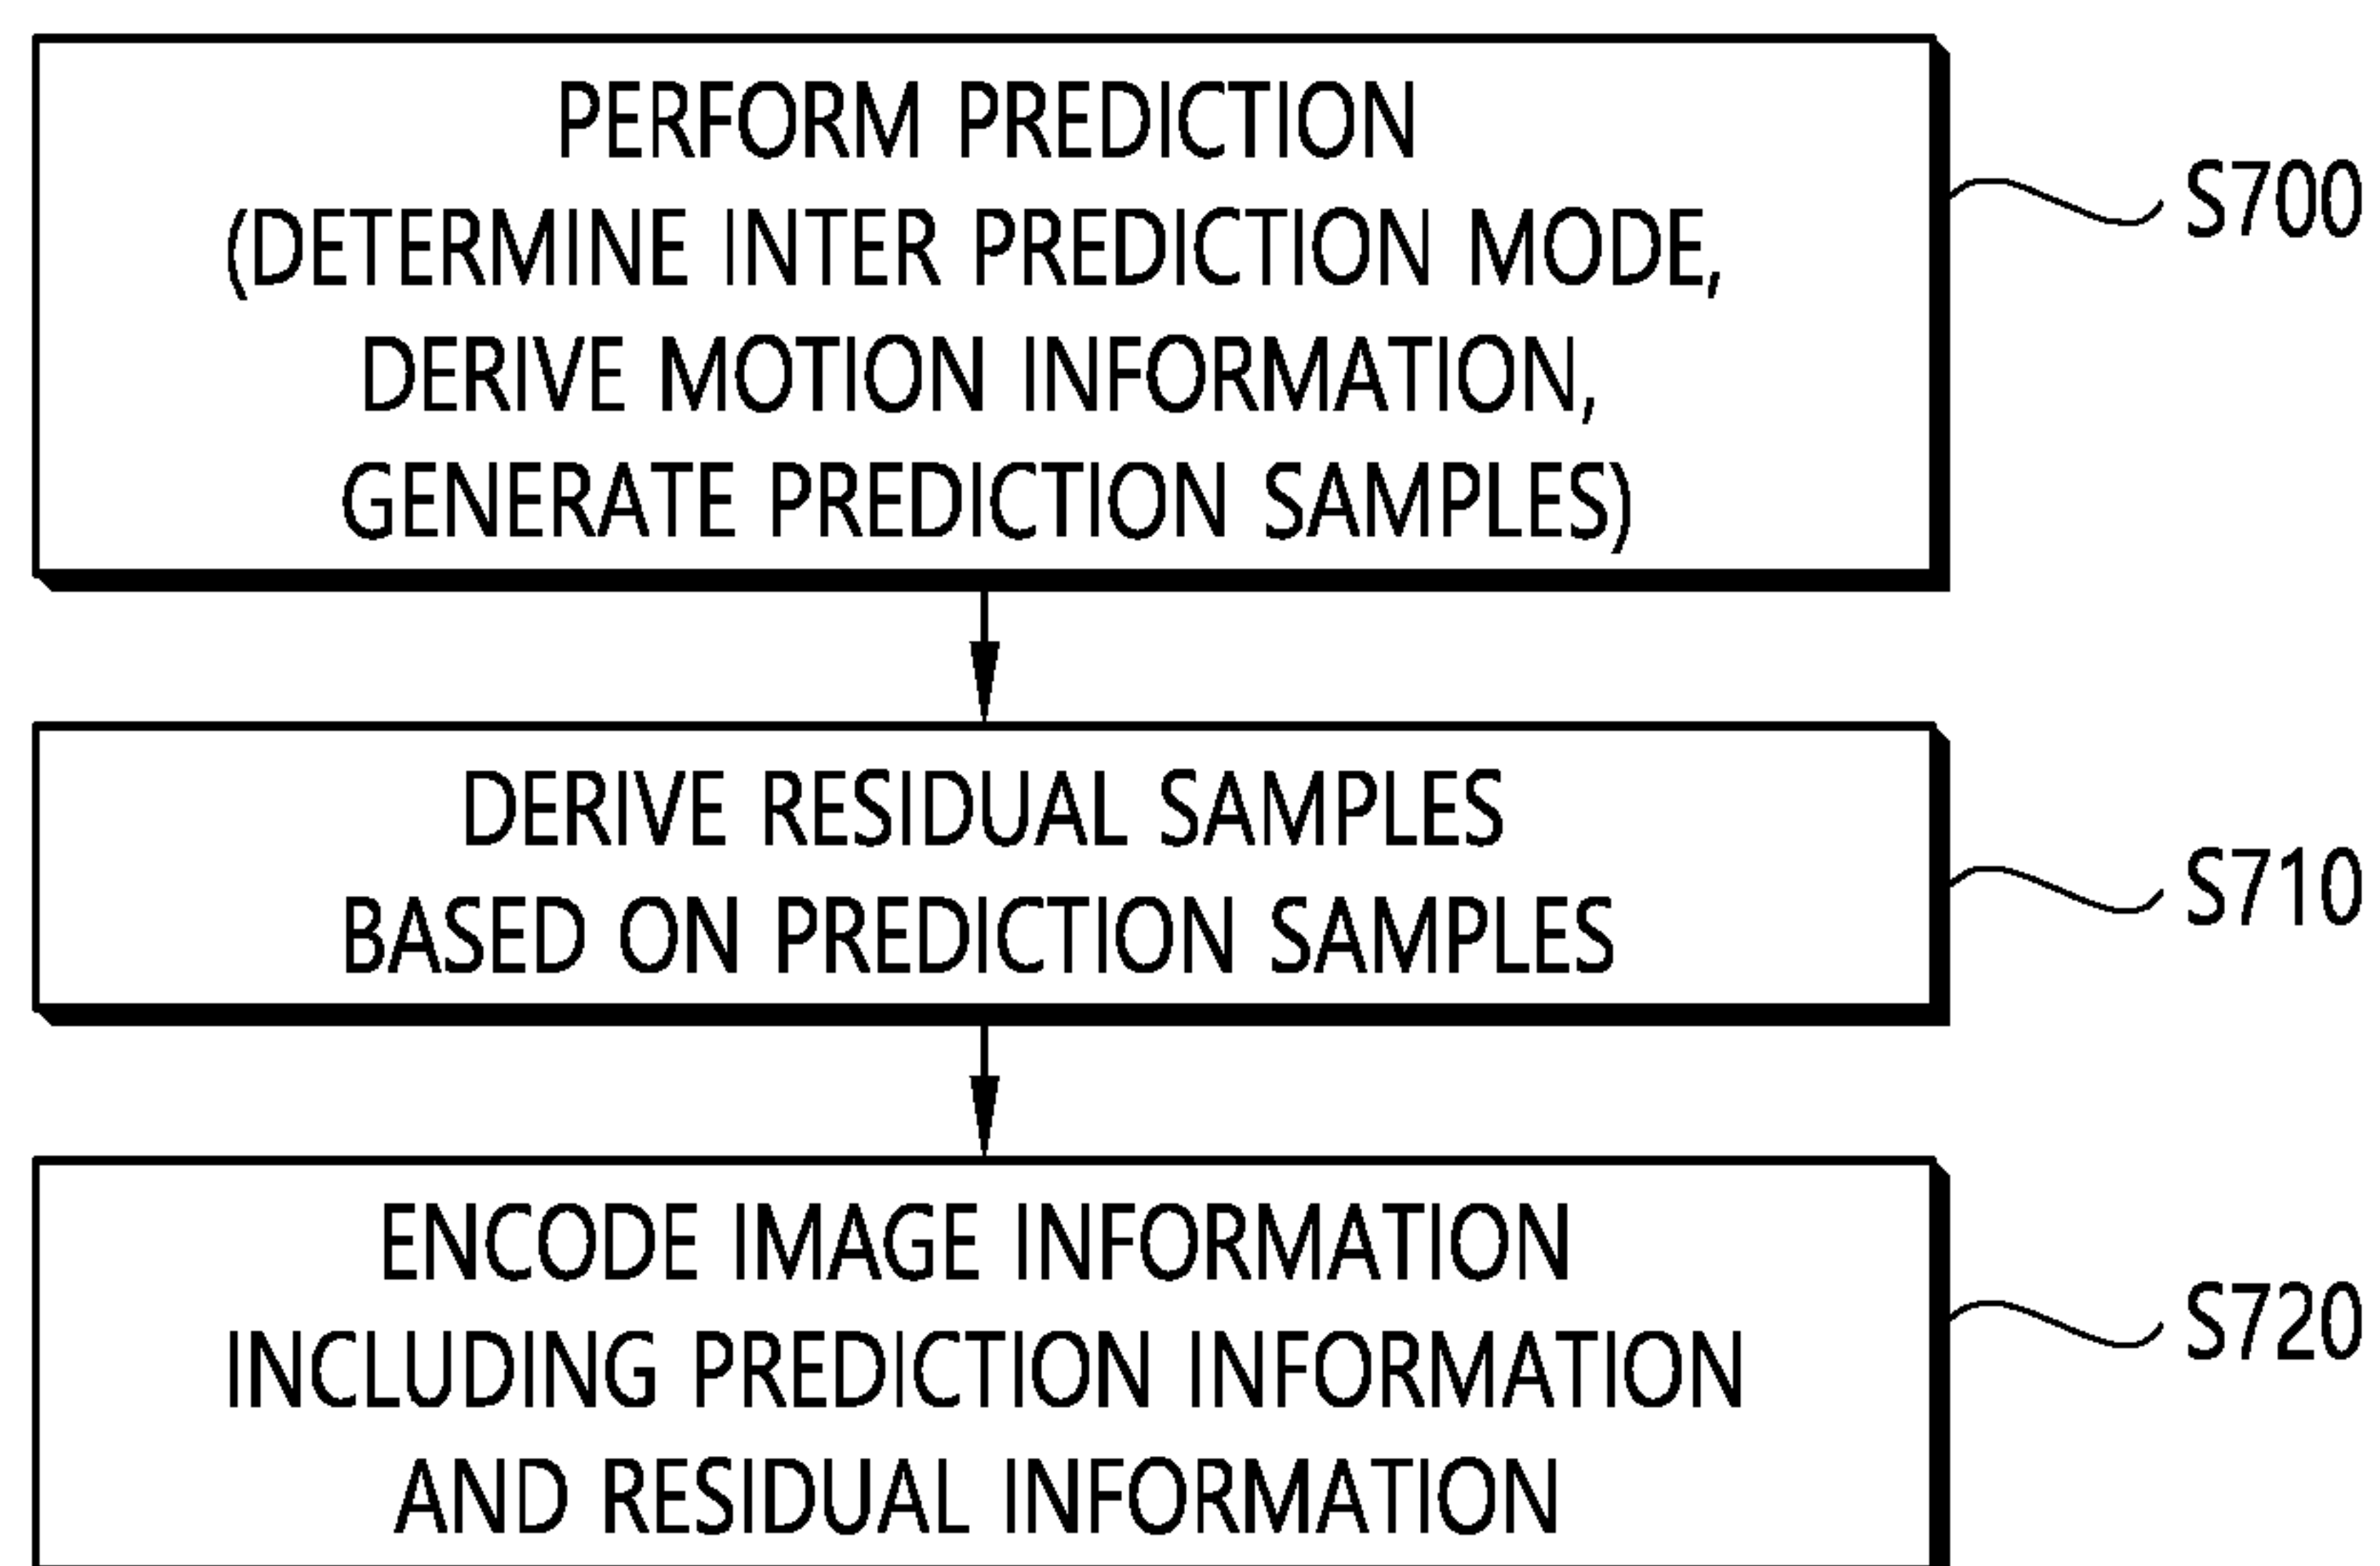 PERFORM PREDICTION
(DETERMINE INTER PREDICTION MODE,
DERIVE MOTION INFORMATION,
GENERATE PREDICTION SAMPLES)
S700
DERIVE RESIDUAL SAMPLES
BASED ON PREDICTION SAMPLES
S710
ENCODE IMAGE INFORMATION
INCLUDING PREDICTION INFORMATION
AND RESIDUAL INFORMATION
S720